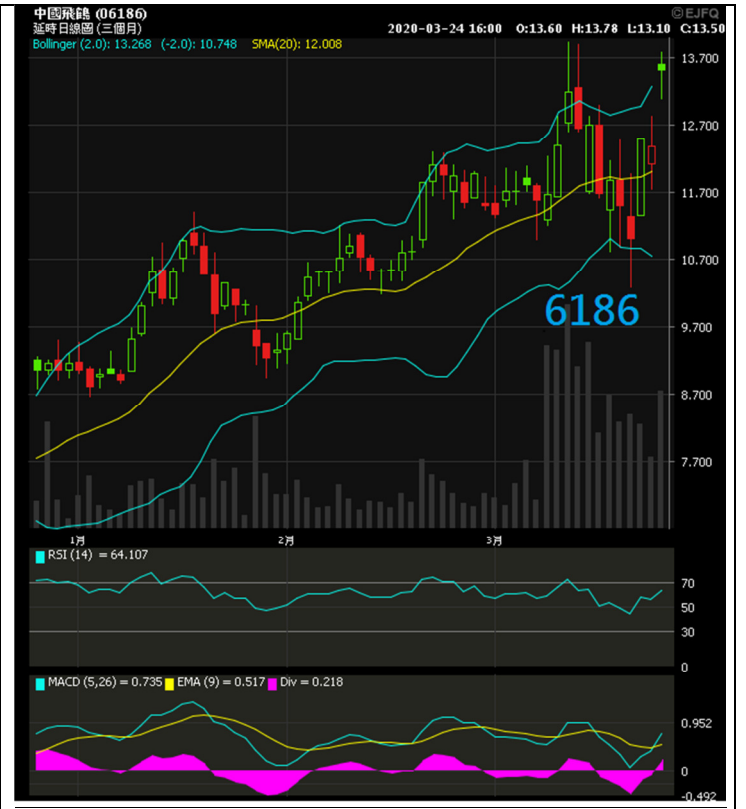 中國飛鶴 (06186)
©EJFQ
延時日線圖 (三個月)
2020-03-24 16:00 O:13.60 H:13.78 L:13.10 C:13.50
Bollinger (2.0): 13.268 (-2.0): 10.748 SMA(20): 12.008
13.700
12.700
11.700
10.700
6186
9.700
8.700
7.700
1月 2月 3月
RSI (14) = 64.107
70
50
30
0
MACD (5,26) = 0.735 EMA (9) = 0.517 Div = 0.218
0.952
0
-0.492